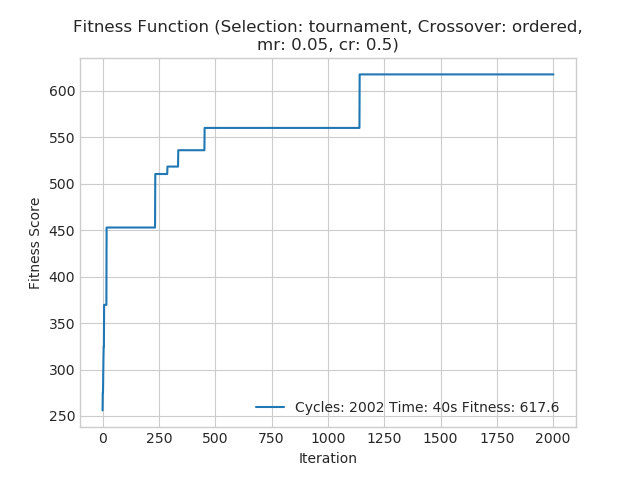 Fitness Function (Selection: tournament, Crossover: ordered,
mr: 0.05, cr: 0.5)
600
550
500
450
400
350
300
250
Fitness Score
Cycles: 2002 Time: 40s Fitness: 617.6
0 250 500 750 1000 1250 1500 1750 2000
Iteration